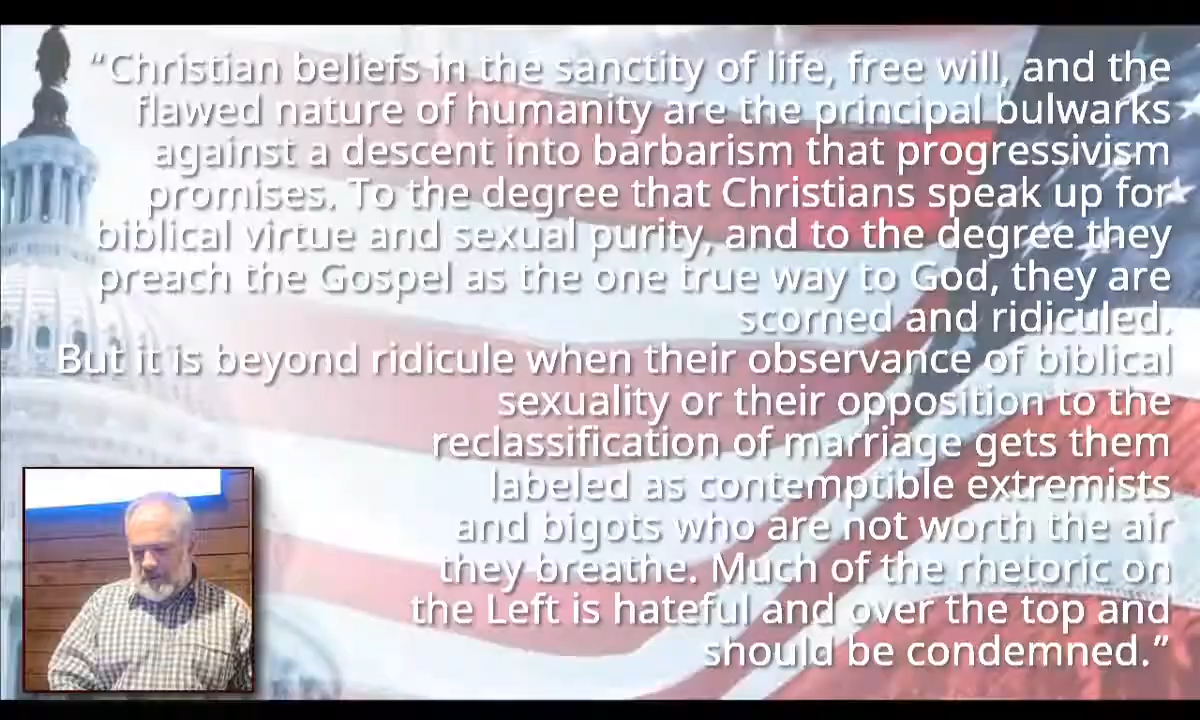 “Christian beliefs in the sanctity of life, free will, and the
flawed nature of humanity are the principal bulwarks
against a descent into barbarism that progressivism
promises. To the degree that Christians speak up for
biblical virtue and sexual purity, and to the degree they
preach the Gospel as the one true way to God, they are
scorned and ridiculed.
But it is beyond ridicule when their observance of biblical
sexuality or their opposition to the
reclassification of marriage gets them
labeled as contemptible extremists
and bigots who are not worth the air
they breathe. Much of the rhetoric on
the Left is hateful and over the top and
should be condemned.”